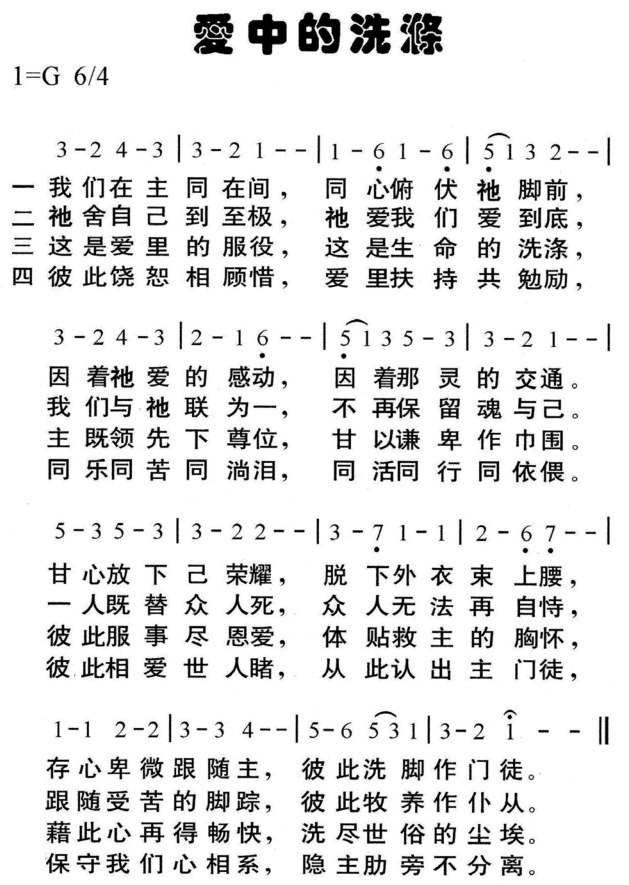 愛中的洗滌
1=G 6/4
3-2 4-3|3-2 1--|1-6̣ 1-6̣|5̣132--|
一我们在主同在间，同心俯伏祂脚前，
二祂舍自己到至极，祂爱我们爱到底，
三这是爱里的服役，这是生命的洗涤，
四彼此饶恕相顾惜，爱里扶持共勉励，
3-2 4-3|2-1 6̣--|5̣135-3|3-2 1--|
因着祂爱的感动，因着那灵的交通。
我们与祂联为一，不再保留魂与己。
主既领先下尊位，甘以谦卑作巾围。
同乐同苦同淌泪，同活同行同依偎。
5-3 5-3|3-2 2--|3-7̣ 1-1|2-6̣ 7̣--|
甘心放下己荣耀，脱下外衣束上腰，
一人既替众人死，众人无法再自恃，
彼此服事尽恩爱，体贴救主的胸怀，
彼此相爱世人睹，从此认出主门徒，
1-1 2-2|3-3 4--|5-6 531|3-2 1 - -‖
存心卑微跟随主，彼此洗脚作门徒。
跟随受苦的脚踪，彼此牧养作仆从。
藉此心再得畅快，洗尽世俗的尘埃。
保守我们心相系，隐主肋旁不分离。